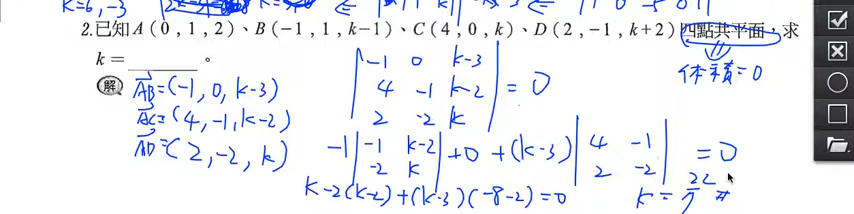 k=6, -3
2.已知A(0,1,2)、B(-1,1,k-1)、C(4,0,k)、D(2,-1,k+2)四點共平面,求
k=________。
體積=0
解 AB=(-1, 0, k-3)
AC=(4, -1, k-2)
AD=(2, -2, k)
|-1 0 k-3|
|4 -1 k-2| = 0
|2 -2 k|
-1 |-1 k-2| +0 +(k-3) |4 -1| = 0
|-2 k| |2 -2|
k-2(k-2)+(k-3)(-8-2)=0
k=